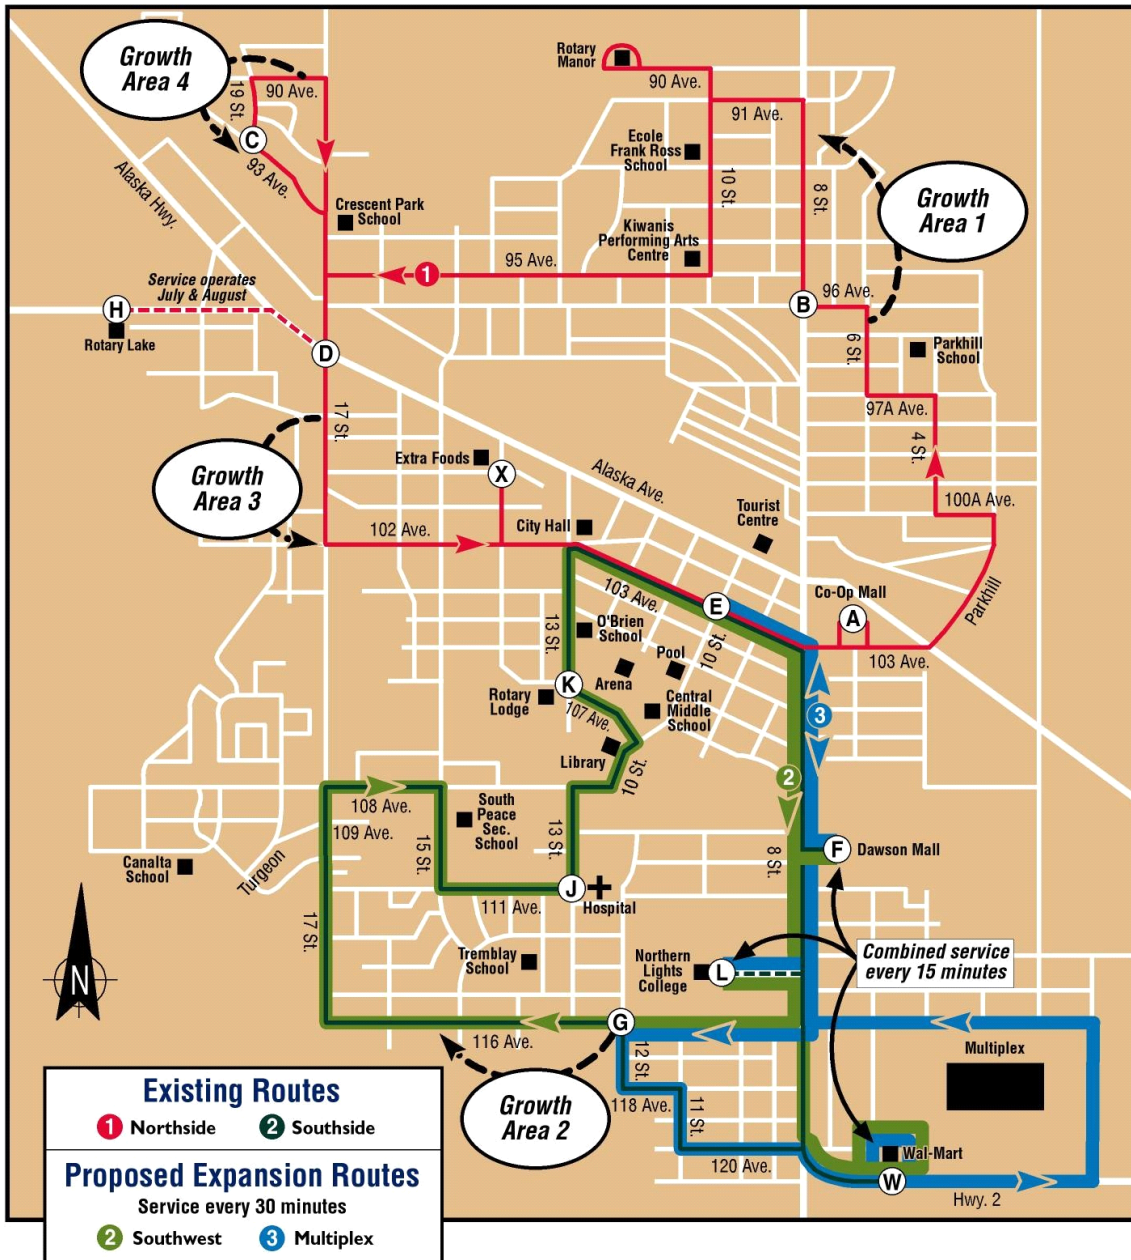 Growth
Area 4
19 St.
90 Ave.
C
93 Ave.
Alaska Hwy.
Crescent Park
School
Rotary
Manor
90 Ave.
91 Ave.
Ecole
Frank Ross
School
10 St.
8 St.
Growth
Area 1
Kiwanis
Performing Arts
Centre
95 Ave.
1
Service operates
July & August
H
Rotary Lake
D
B
96 Ave.
6 St.
Parkhill
School
97A Ave.
4 St.
17 St.
Growth
Area 3
Extra Foods
X
Alaska Ave.
Tourist
Centre
100A Ave.
102 Ave.
City Hall
103 Ave.
E
Co-Op Mall
A
Parkhill
103 Ave.
13 St.
O'Brien
School
10 St.
Pool
Arena
K
Rotary
Lodge
107 Ave.
Central
Middle
School
3
Library
10 St.
2
108 Ave.
109 Ave.
South
Peace
Sec.
School
15 St.
13 St.
8 St.
F
Dawson Mall
Canalta
School
Turgeon
J
Hospital
111 Ave.
17 St.
Tremblay
School
Northern
Lights
College
L
Combined service
every 15 minutes
N
G
116 Ave.
12 St.
Multiplex
Growth
Area 2
118 Ave.
11 St.
120 Ave.
Wal-Mart
W
Hwy. 2
Existing Routes
1 Northside 2 Southside
Proposed Expansion Routes
Service every 30 minutes
2 Southwest 3 Multiplex